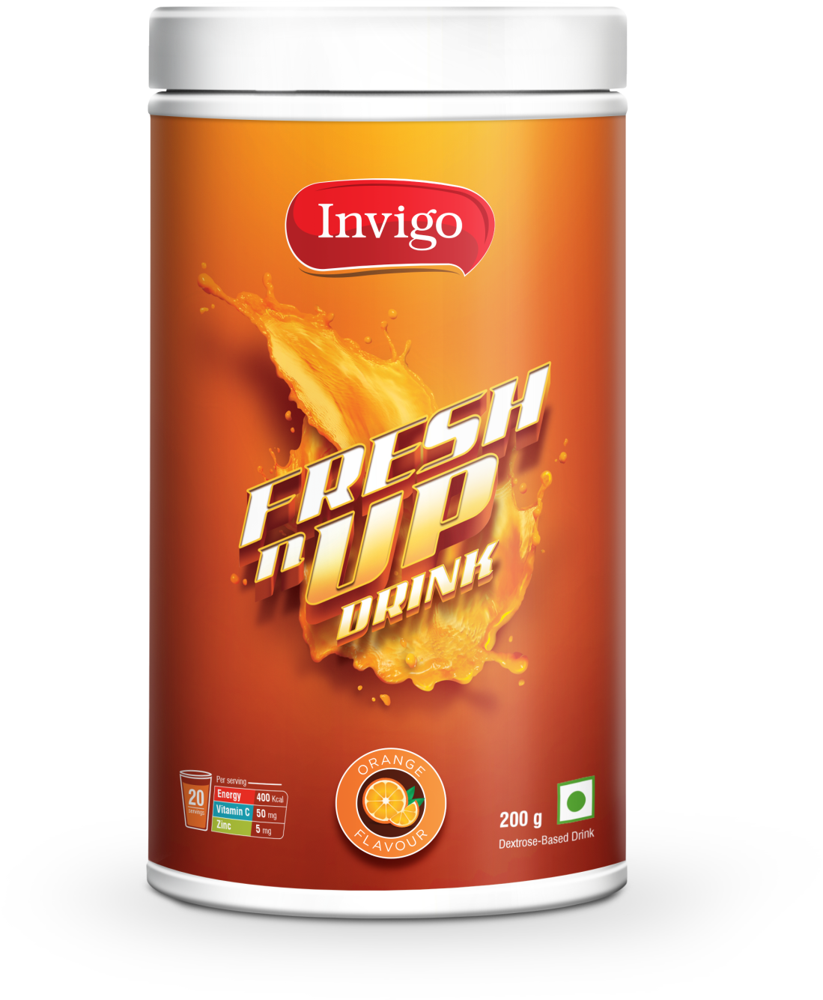 Invigo
FRESH
n UP
DRINK
20
servings
Per serving
Energy 400 Kcal
Vitamin C 50 mg
Zinc 5 mg
ORANGE
FLAVOUR
200 g
Dextrose-Based Drink